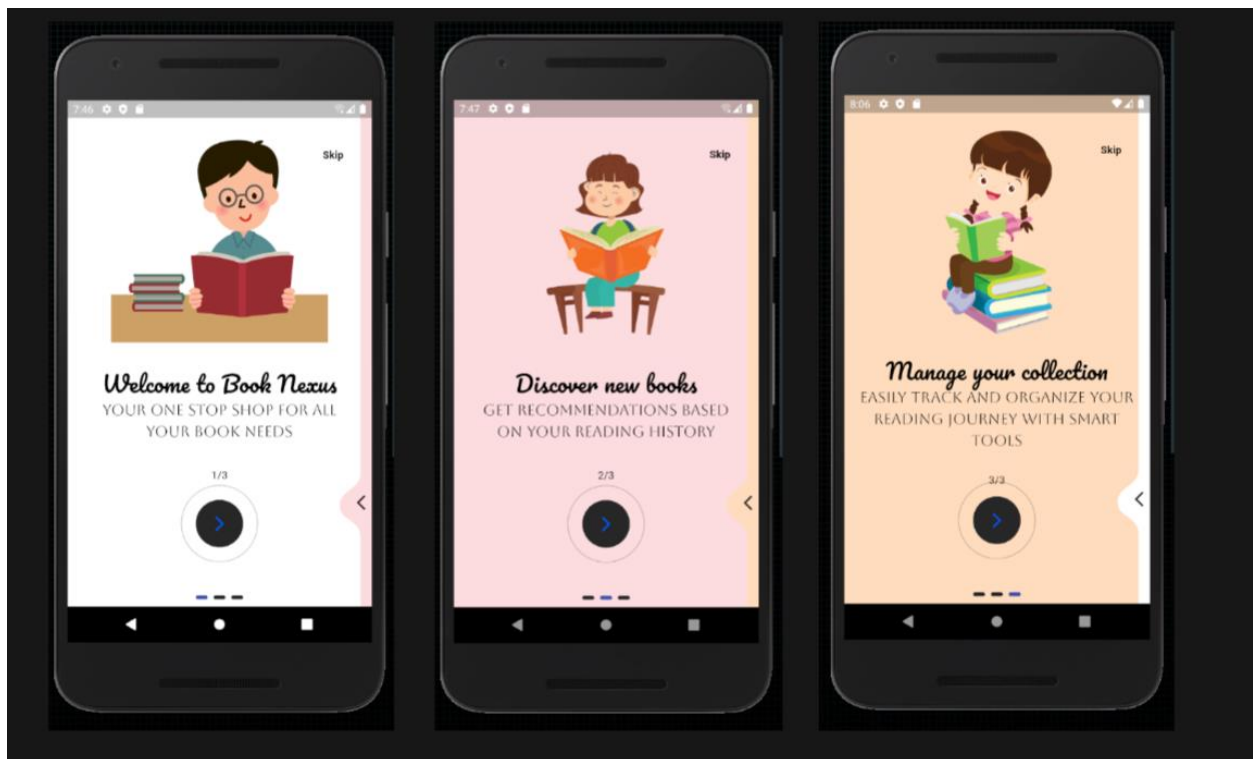 7:46
Skip
Welcome to Book Nexus
YOUR ONE STOP SHOP FOR ALL
YOUR BOOK NEEDS
1/3
7:47
Skip
Discover new books
GET RECOMMENDATIONS BASED
ON YOUR READING HISTORY
2/3
8:06
Skip
Manage your collection
EASILY TRACK AND ORGANIZE YOUR
READING JOURNEY WITH SMART
TOOLS
3/3